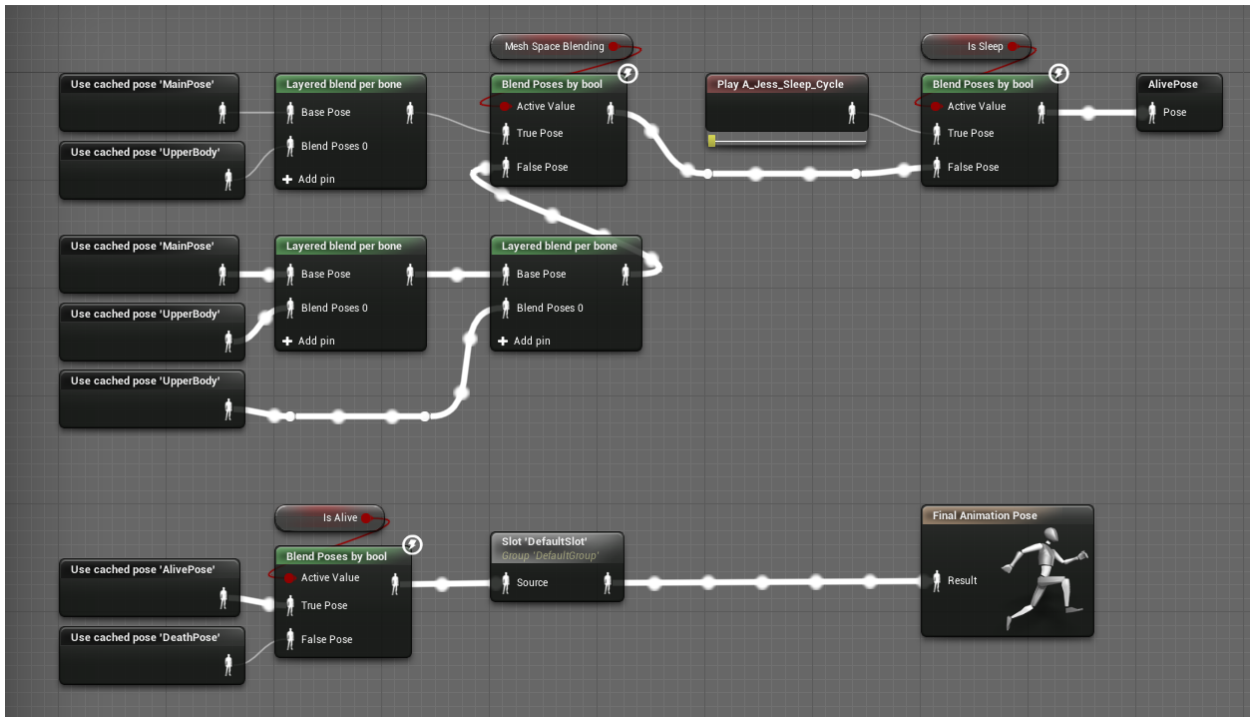 Mesh Space Blending
Is Sleep
Use cached pose 'MainPose'
Layered blend per bone
Base Pose
Blend Poses 0
Add pin
Use cached pose 'UpperBody'
Blend Poses by bool
Active Value
True Pose
False Pose
Play A_Jess_Sleep_Cycle
Blend Poses by bool
Active Value
True Pose
False Pose
AlivePose
Pose
Use cached pose 'MainPose'
Layered blend per bone
Base Pose
Blend Poses 0
Add pin
Layered blend per bone
Base Pose
Blend Poses 0
Add pin
Use cached pose 'UpperBody'
Use cached pose 'UpperBody'
Is Alive
Blend Poses by bool
Active Value
True Pose
False Pose
Use cached pose 'AlivePose'
Use cached pose 'DeathPose'
Slot 'DefaultSlot'
Group 'DefaultGroup'
Source
Final Animation Pose
Result